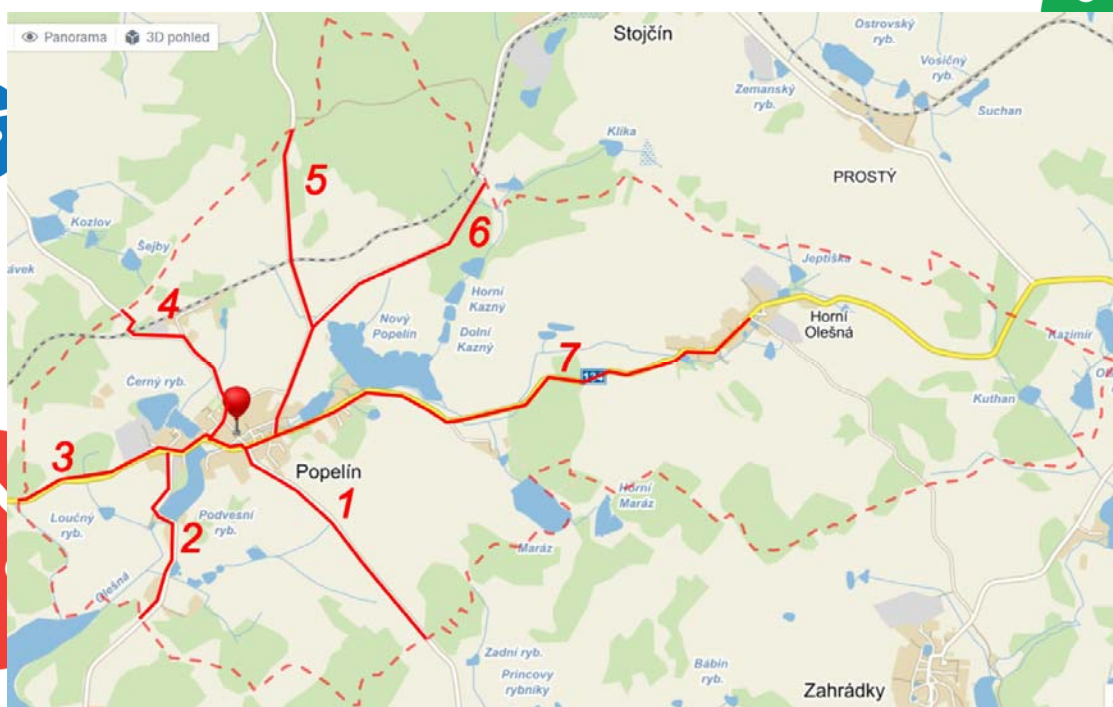 Panorama
3D pohled
Stojčín
Ostrovský
ryb.
Vosičný
ryb.
Zemanský
ryb.
Suchan
Klika
PROSTÝ
5
6
Kozlov
Šejby
ávek
4
Jeptiška
Horní
Kazný
Nový
Popelín
Dolní
Kazný
Horní
Olešná
Kazimír
7
Černý ryb.
Kuthan
3
Popelín
1
Horní
Maráz
Loučný
ryb.
Podvesní
ryb.
2
Maráz
Olešná
Zadní ryb.
Princovy
rybníky
Bábin
ryb.
Zahrádky